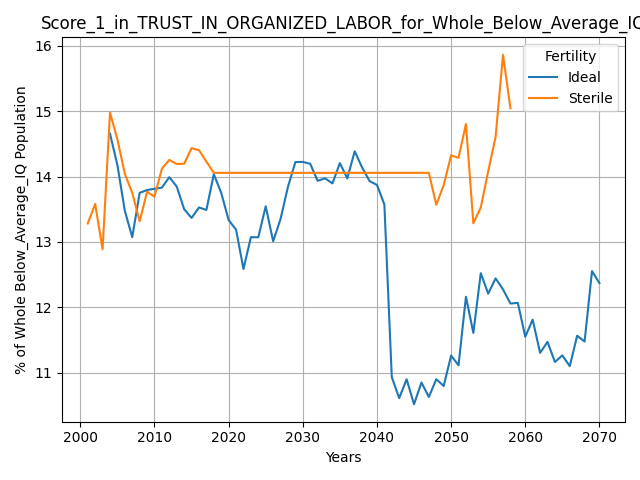 Score_1_in_TRUST_IN_ORGANIZED_LABOR_for_Whole_Below_Average_IQ
Fertility
Ideal
Sterile
% of Whole Below_Average_IQ Population
16
15
14
13
12
11
2000 2010 2020 2030 2040 2050 2060 2070
Years